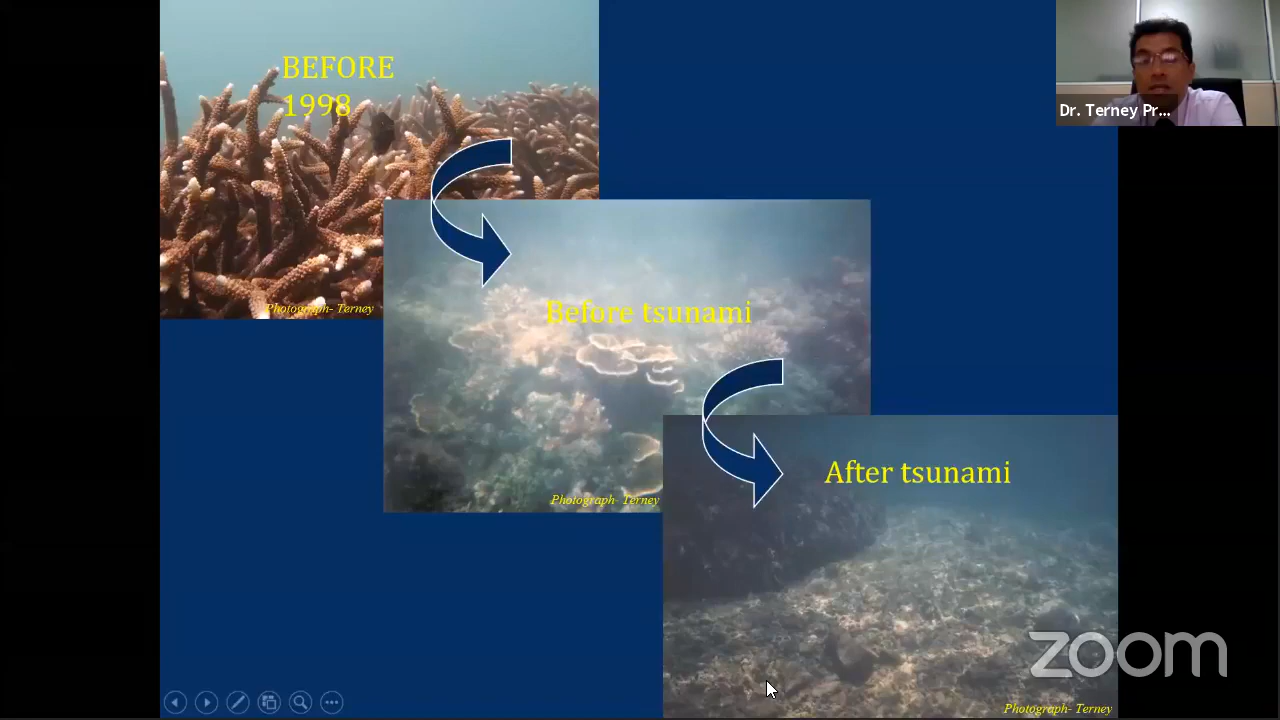 BEFORE
1998
Photograph- Terney
Before tsunami
Photograph- Terney
After tsunami
Photograph- Terney
Dr. Terney Pr...
zoom